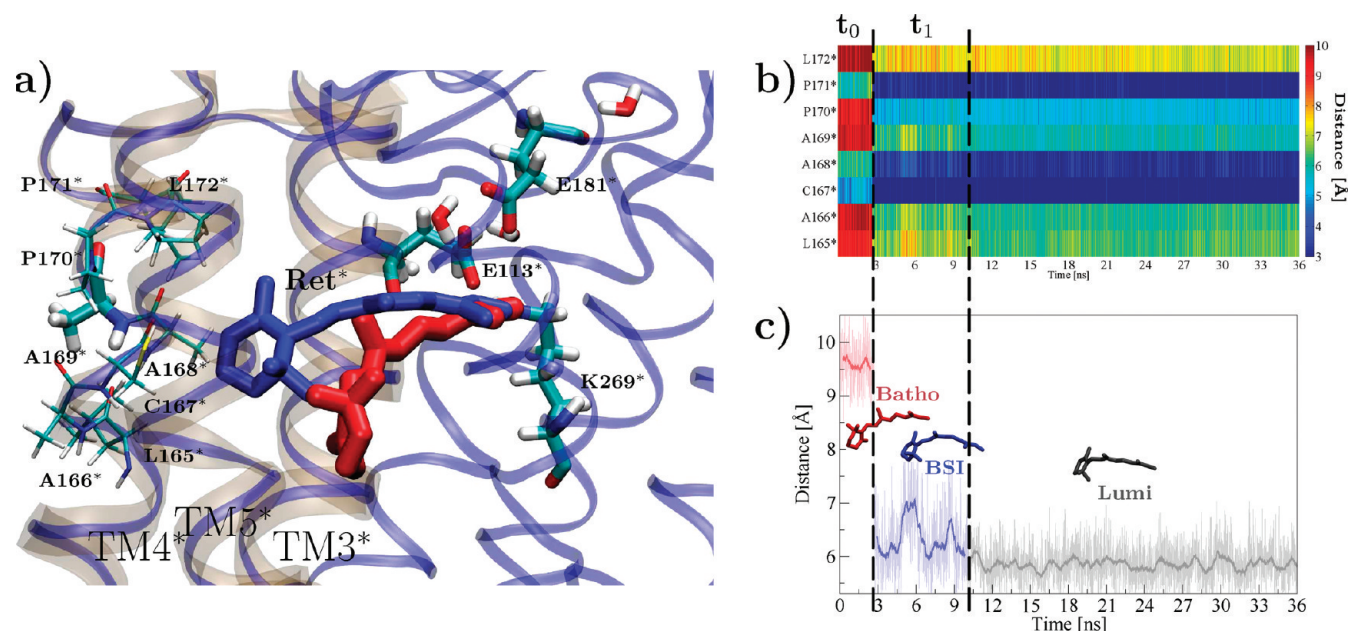 a)
P171*
L172*
P170*
A169*
A168*
C167*
L165*
A166*
Ret*
E181*
E113*
K269*
TM4*
TM5*
TM3*
b)
t0
t1
L172*
P171*
P170*
A169*
A168*
C167*
A166*
L165*
3 6 9 12 15 18 21 24 27 30 33 36
Time [ns]
10
9
8
7
6
5
4
3
Distance [Å]
c)
10
9
8
7
6
Distance [Å]
Batho
BSI
Lumi
0 3 6 9 12 15 18 21 24 27 30 33 36
Time [ns]